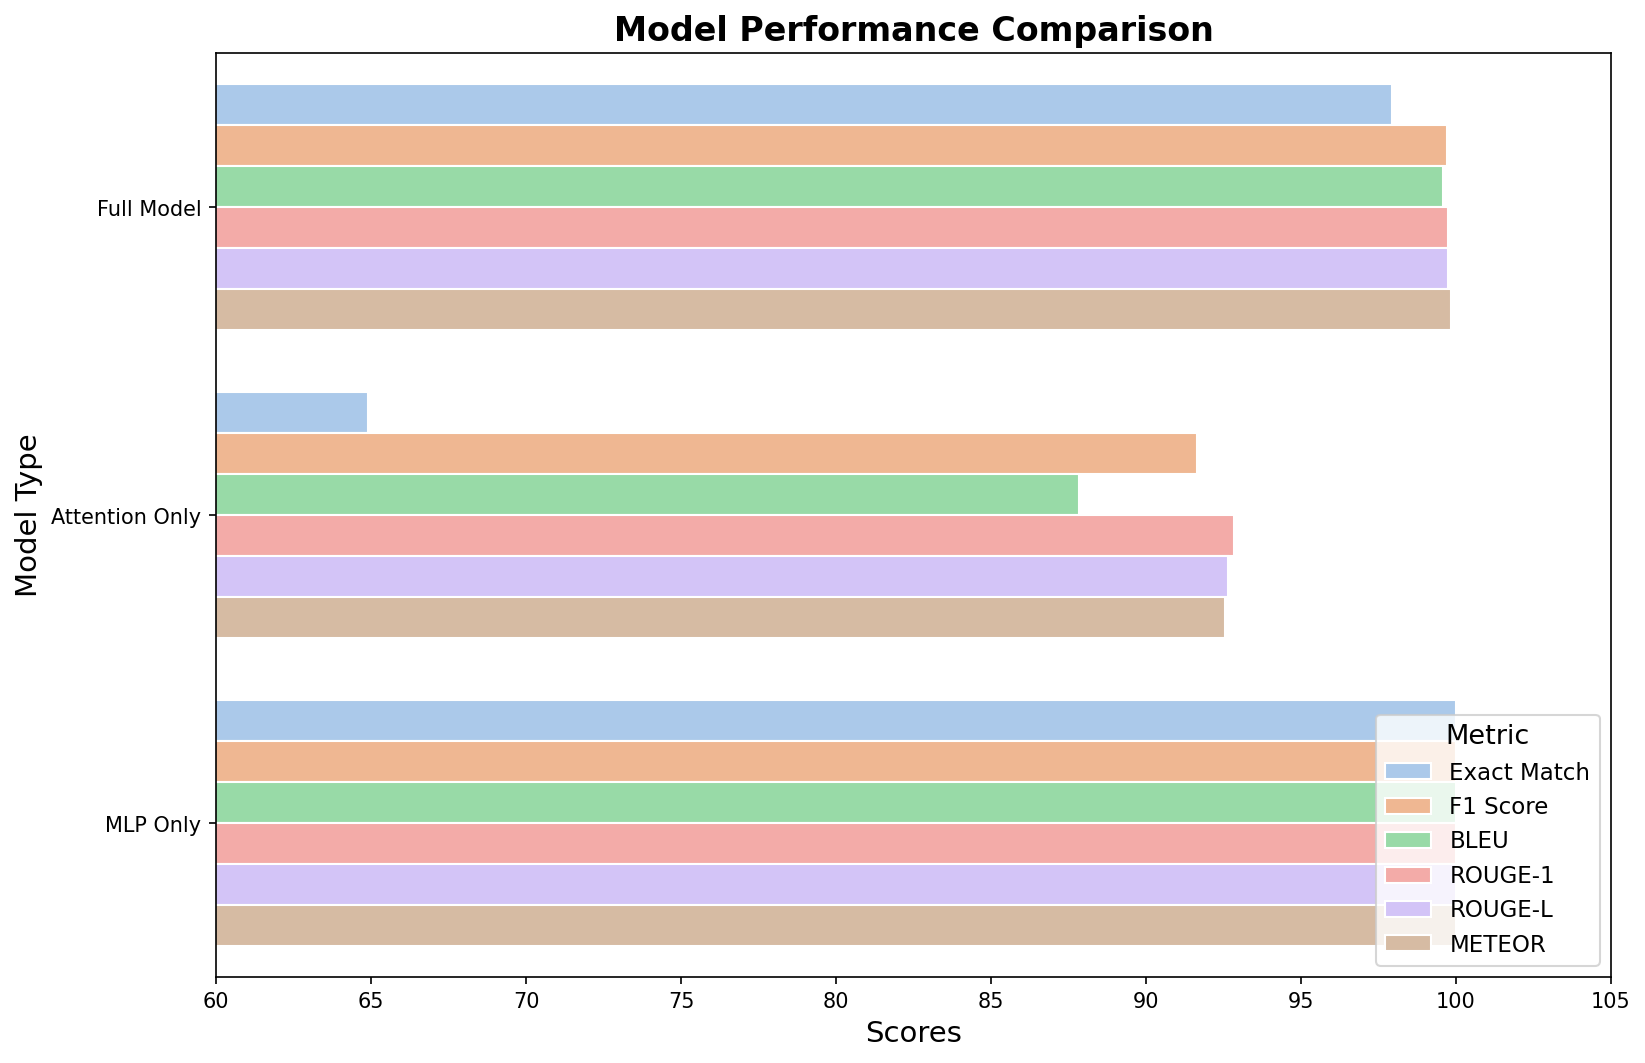 Model Performance Comparison
Model Type
Full Model
Attention Only
MLP Only
Metric
Exact Match
F1 Score
BLEU
ROUGE-1
ROUGE-L
METEOR
60 65 70 75 80 85 90 95 100 105
Scores